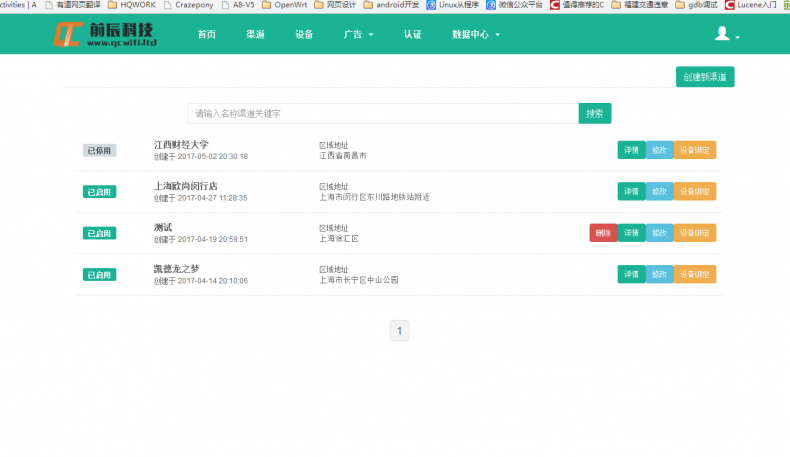 ctivities | A 有道网页翻译 HQWORK Crazepony A8-V5 OpenWrt 网页设计 android开发 Linux从程序 微信公众平台 值得推荐的C 福建交通违章 gdb调试 Lucene入门
前辰科技
www.qcwifi.ltd
首页 渠道 设备 广告 认证 数据中心
创建新渠道
请输入名称渠道关键字 搜索
已停用 江西财经大学 区域地址 详情 修改 设备绑定
创建于 2017-05-02 20:30:18 江西省南昌市
已启用 上海欧尚闵行店 区域地址 详情 修改 设备绑定
创建于 2017-04-27 11:28:35 上海市闵行区东川路地铁站附近
已启用 测试 区域地址 删除 详情 修改 设备绑定
创建于 2017-04-19 20:59:51 上海徐汇区
已启用 凯德龙之梦 区域地址 详情 修改 设备绑定
创建于 2017-04-14 20:10:06 上海市长宁区中山公园
1